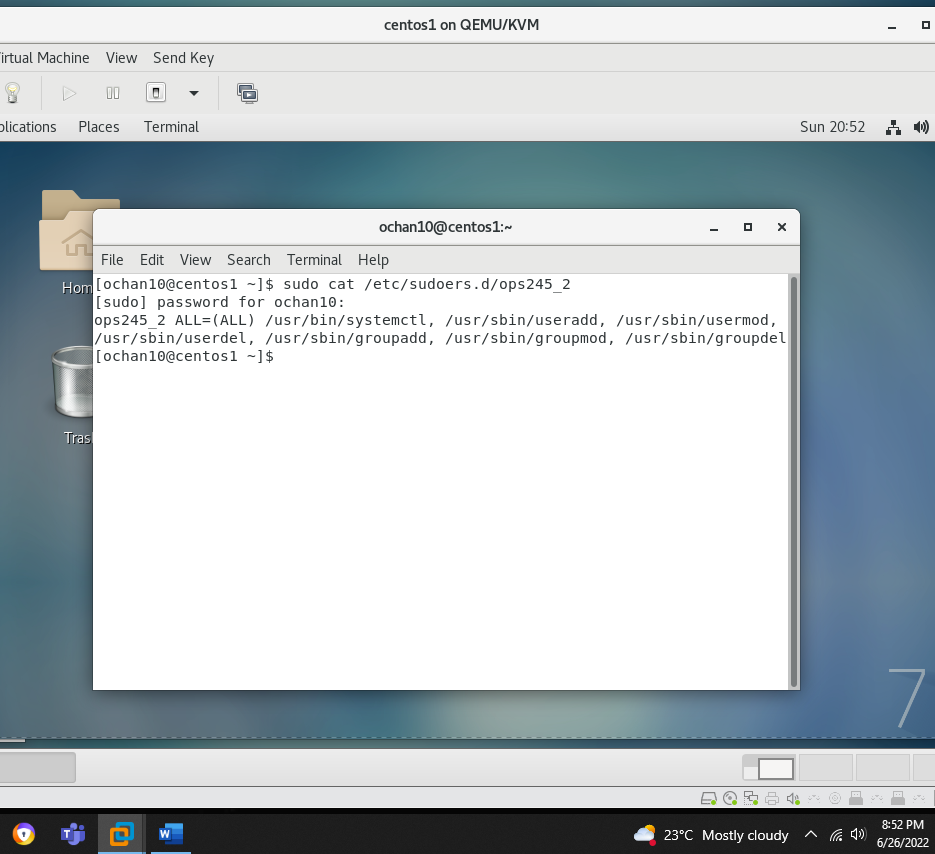 centos1 on QEMU/KVM
irtual Machine View Send Key
plications Places Terminal Sun 20:52
Hom
Tras
ochan10@centos1:~
File Edit View Search Terminal Help
[ochan10@centos1 ~]$ sudo cat /etc/sudoers.d/ops245_2
[sudo] password for ochan10:
ops245_2 ALL=(ALL) /usr/bin/systemctl, /usr/sbin/useradd, /usr/sbin/usermod,
/usr/sbin/userdel, /usr/sbin/groupadd, /usr/sbin/groupmod, /usr/sbin/groupdel
[ochan10@centos1 ~]$
7
23°C Mostly cloudy
8:52 PM
6/26/2022